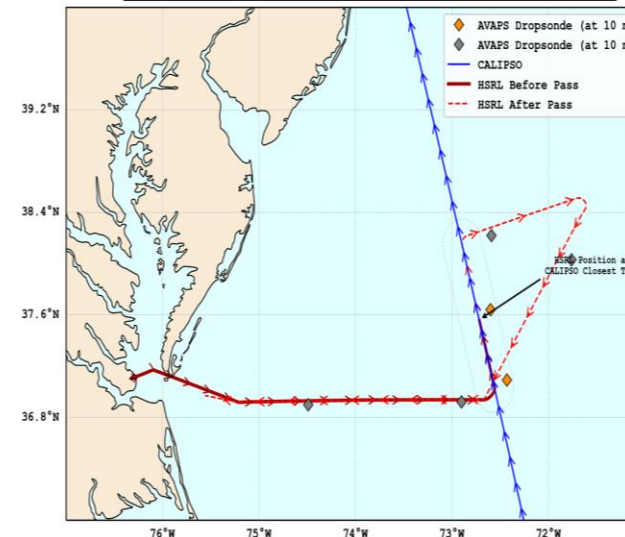 AVAPS Dropsonde (at 10 m
AVAPS Dropsonde (at 10 m
CALIPSO
HSRL Before Pass
HSRL After Pass
39.2°N
38.4°N
37.6°N
36.8°N
HSRL Position a
CALIPSO Closest T
76°W
75°W
74°W
73°W
72°W